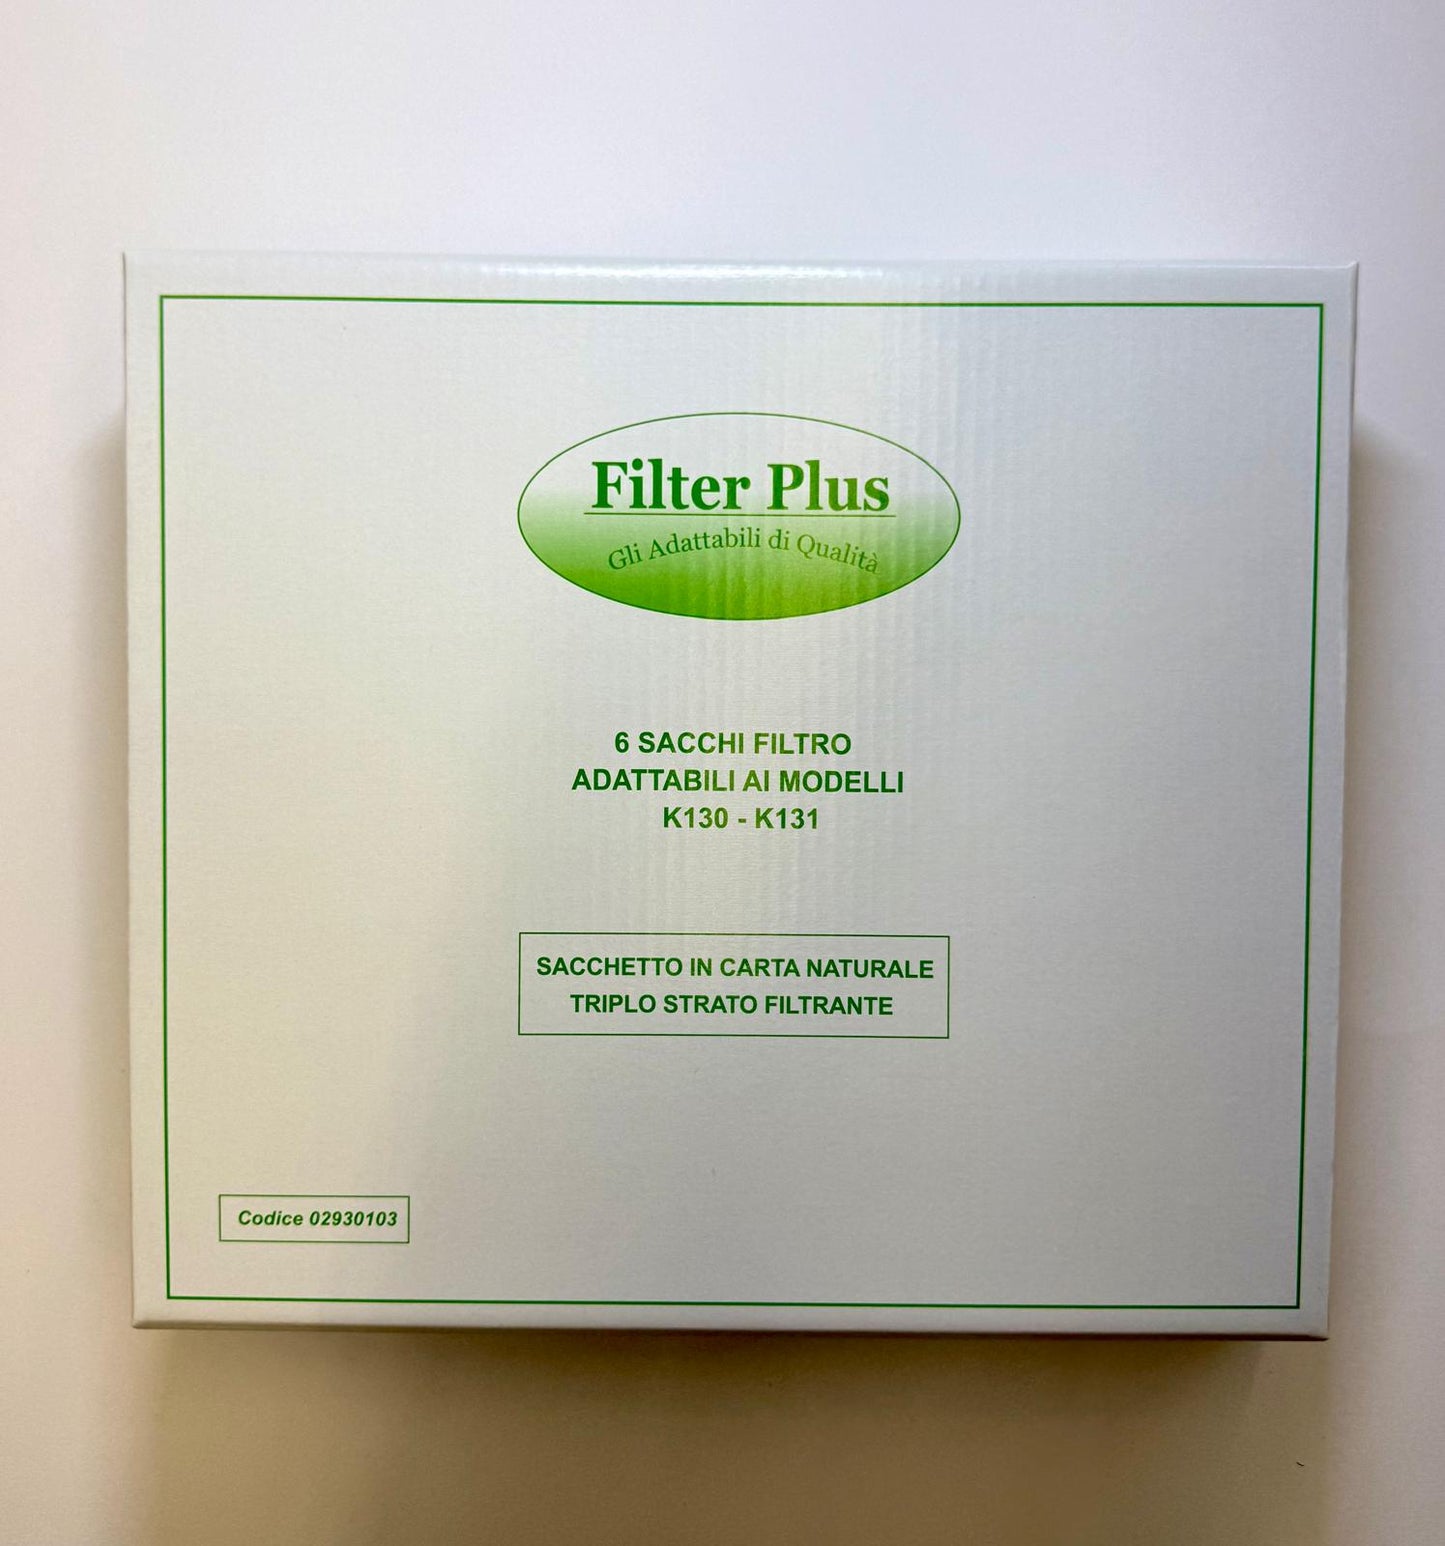 Filter Plus
Gli Adattabili di Qualità
6 SACCHI FILTRO
ADATTABILI AI MODELLI
K130 - K131
SACCHETTO IN CARTA NATURALE
TRIPLO STRATO FILTRANTE
Codice 02930103